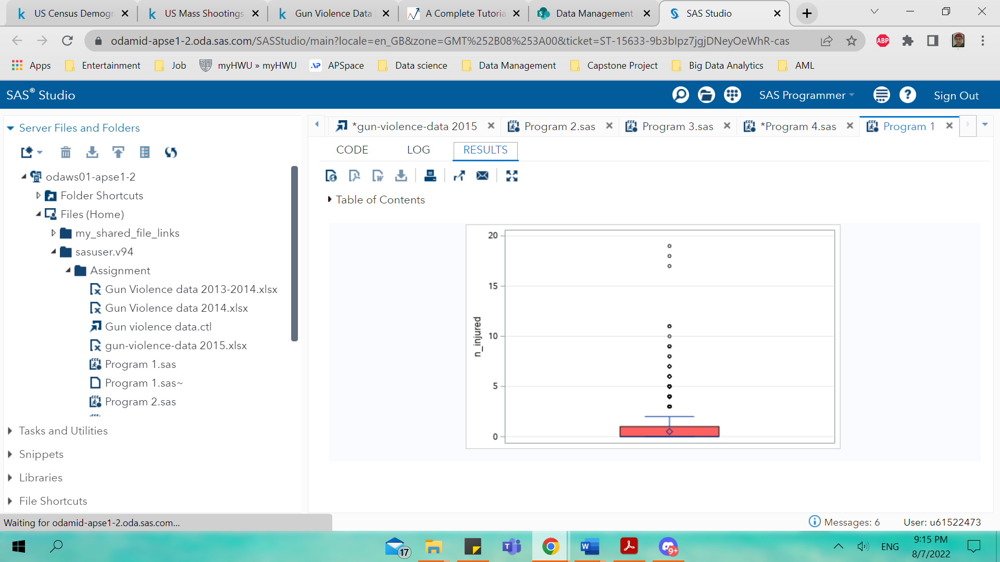 US Census Demogr
US Mass Shootings
Gun Violence Data
A Complete Tutoria
Data Management
SAS Studio
odamid-apse1-2.oda.sas.com/SASStudio/main?locale=en_GB&zone=GMT%252B08%253A00&ticket=ST-15633-9b3bIpz7jgjDNeyOeWhR-cas
ABP
Apps
Entertainment
Job
myHWU » myHWU
APSpace
Data science
Data Management
Capstone Project
Big Data Analytics
AML
SAS® Studio
SAS Programmer
Sign Out
Server Files and Folders
odaws01-apse1-2
Folder Shortcuts
Files (Home)
my_shared_file_links
sasuser.v94
Assignment
Gun Violence data 2013-2014.xlsx
Gun Violence data 2014.xlsx
Gun violence data.ctl
gun-violence-data 2015.xlsx
Program 1.sas
Program 1.sas~
Program 2.sas
Tasks and Utilities
Snippets
Libraries
File Shortcuts
*gun-violence-data 2015
Program 2.sas
Program 3.sas
*Program 4.sas
Program 1
CODE
LOG
RESULTS
Table of Contents
20
15
10
5
0
n_injured
Waiting for odamid-apse1-2.oda.sas.com...
Messages: 6
User: u61522473
17
9+
ENG
9:15 PM
8/7/2022